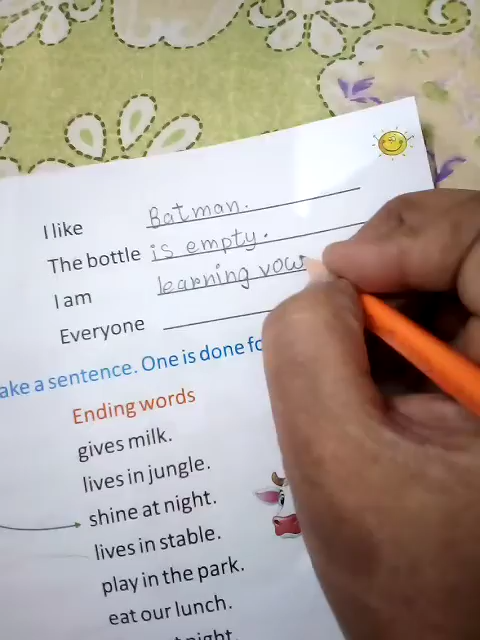 I like Batman.
The bottle is empty.
I am learning vow
Everyone
ake a sentence. One is done fo
Ending words
gives milk.
lives in jungle.
shine at night.
lives in stable.
play in the park.
eat our lunch.
night.